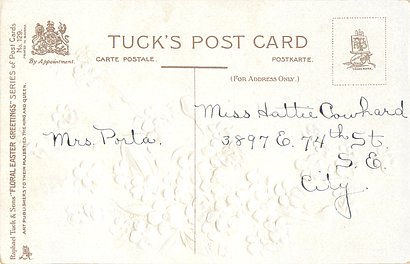 TUCK'S POST CARD
CARTE POSTALE.
POSTKARTE.
(FOR ADDRESS ONLY.)
By Appointment
Raphael Tuck & Sons' "FLORAL EASTER GREETINGS" SERIES of Post Cards No. 129.
ART PUBLISHERS TO THEIR MAJESTIES THE KING AND QUEEN.
Mrs. Porta.
Miss Hattie Cowhard
3897 E. 74th St.
S. E.
City.